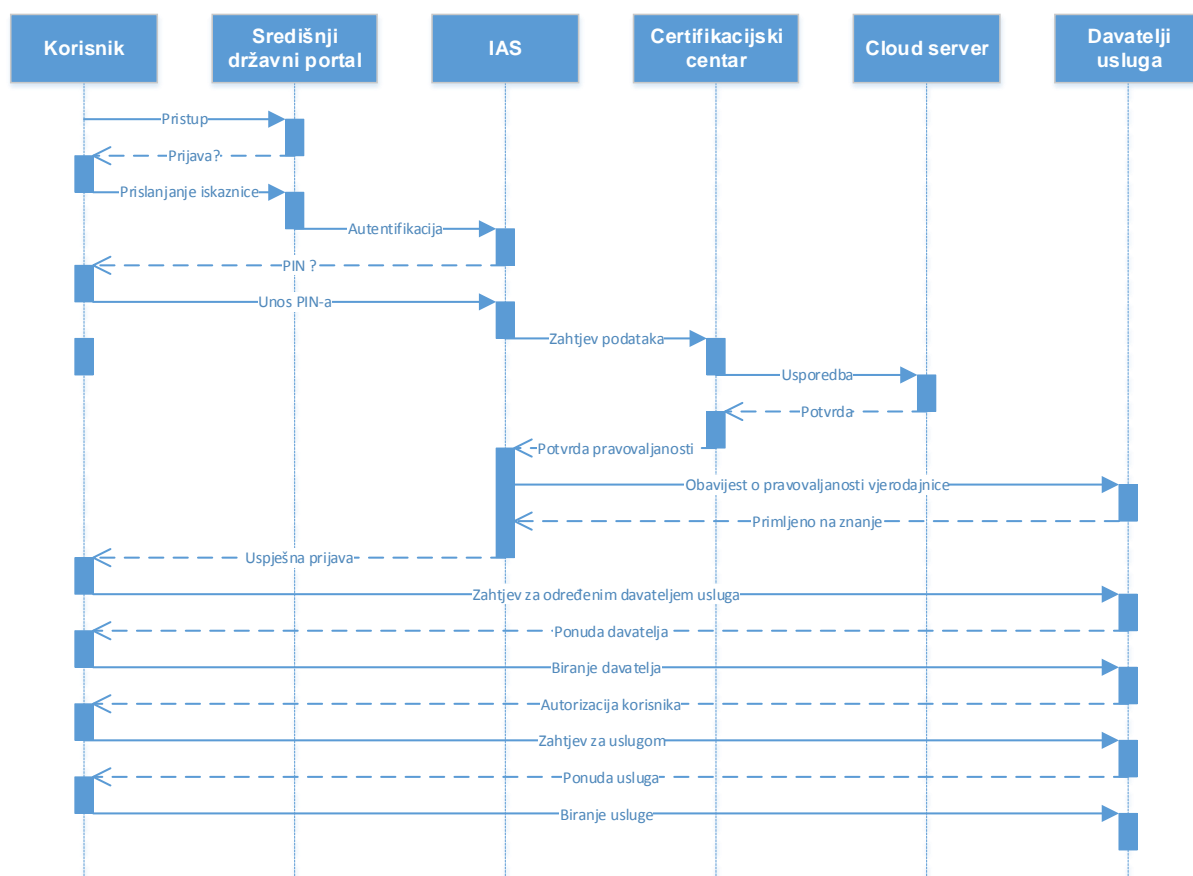 Korisnik
Središnji
državni portal
IAS
Certifikacijski
centar
Cloud server
Davatelji
usluga
Pristup
Prijava?
Prislanjanje iskaznice
Autentifikacija
PIN ?
Unos PIN-a
Zahtjev podataka
Usporedba
Potvrda
Potvrda pravovaljanosti
Obavijest o pravovaljanosti vjerodajnice
Primljeno na znanje
Uspješna prijava
Zahtjev za određenim davateljem usluga
Ponuda davatelja
Biranje davatelja
Autorizacija korisnika
Zahtjev za uslugom
Ponuda usluga
Biranje usluge